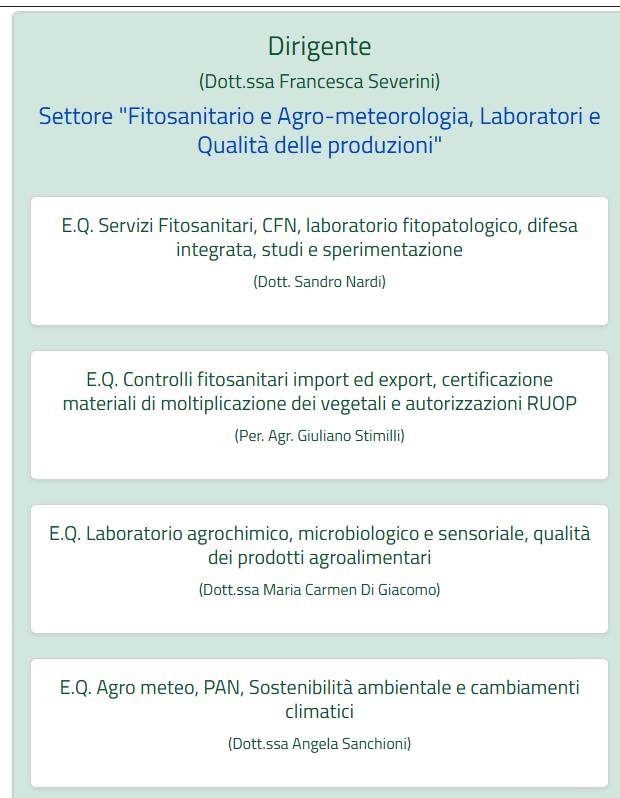 Dirigente
(Dott.ssa Francesca Severini)
Settore "Fitosanitario e Agro-meteorologia, Laboratori e
Qualità delle produzioni"
E.Q. Servizi Fitosanitari, CFN, laboratorio fitopatologico, difesa
integrata, studi e sperimentazione
(Dott. Sandro Nardi)
E.Q. Controlli fitosanitari import ed export, certificazione
materiali di moltiplicazione dei vegetali e autorizzazioni RUOP
(Per. Agr. Giuliano Stimilli)
E.Q. Laboratorio agrochimico, microbiologico e sensoriale, qualità
dei prodotti agroalimentari
(Dott.ssa Maria Carmen Di Giacomo)
E.Q. Agro meteo, PAN, Sostenibilità ambientale e cambiamenti
climatici
(Dott.ssa Angela Sanchioni)